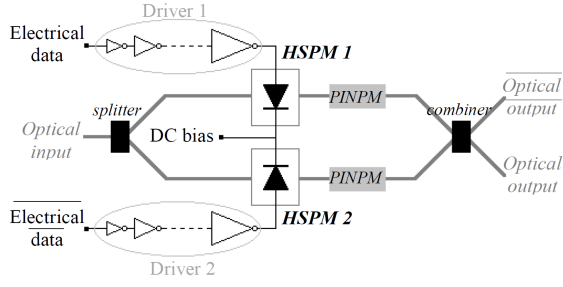 Driver 1
Electrical
data
HSPM 1
splitter
PINPM
combiner
Optical
output
Optical
input
DC bias
PINPM
Optical
output
Electrical
data
HSPM 2
Driver 2